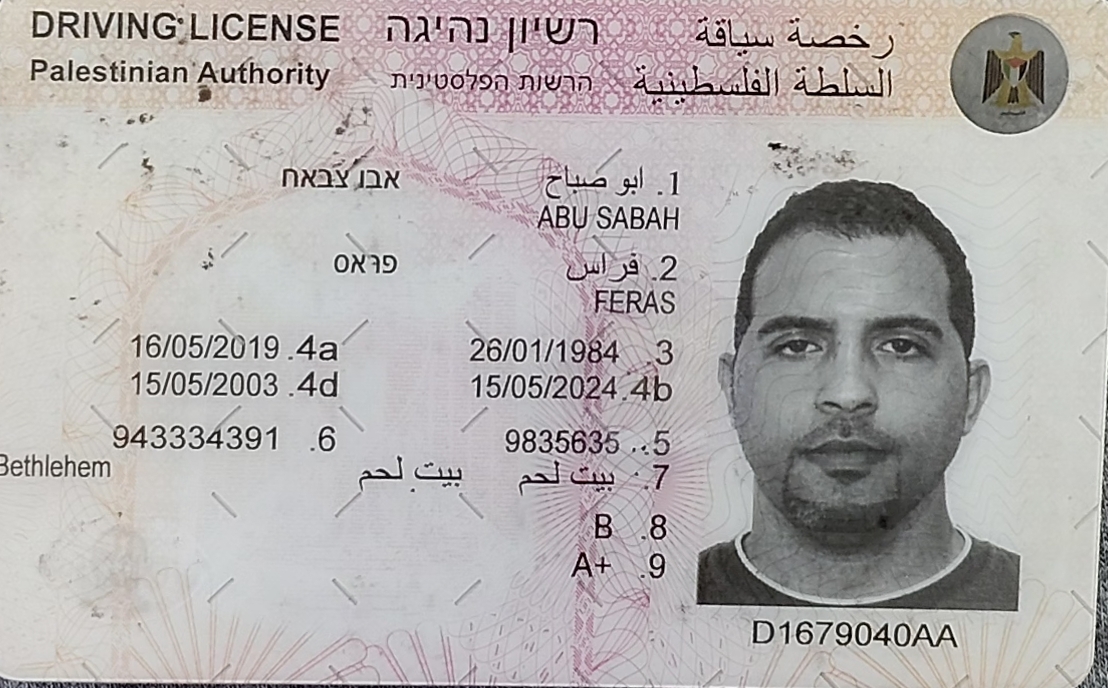 DRIVING LICENSE רשיון נהיגה رخصة سياقة
Palestinian Authority הרשות הפלסטינית السلطة الفلسطينية
אבו צבאח 1. ابو صباح
ABU SABAH
פראס 2. فراس
FERAS
16/05/2019 .4a 26/01/1984 .3
15/05/2003 .4d 15/05/2024 .4b
943334391 .6 9835635 .5
Bethlehem بيت لحم بيت لحم .7
B .8
A+ .9
D1679040AA